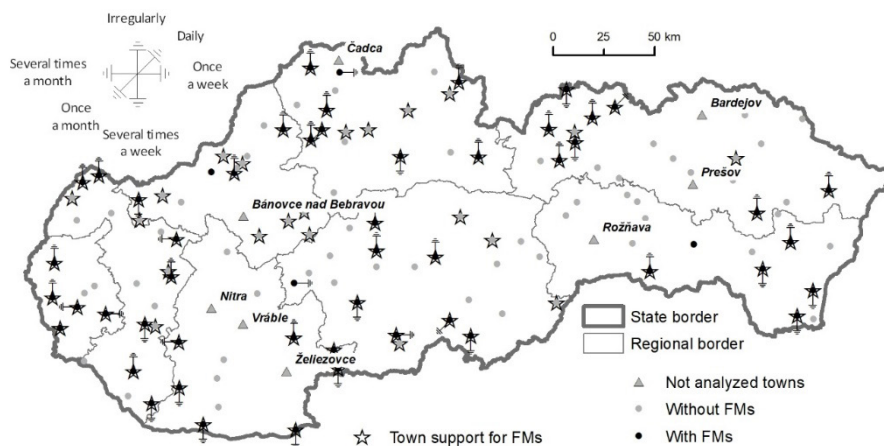 Irregularly
Daily
Several times
a month
Once
a week
Once
a month
Several times
a week
0 25 50 km
Čadca
Bardejov
Prešov
Bánovce nad Bebravou
Rožňava
Nitra
Vráble
Želiezovce
State border
Regional border
Not analyzed towns
Without FMs
With FMs
Town support for FMs